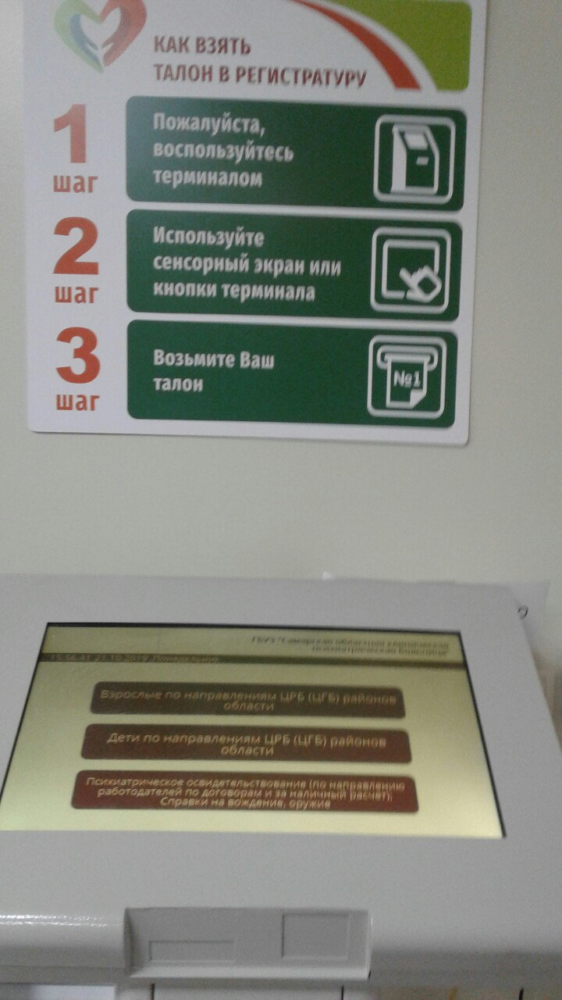 КАК ВЗЯТЬ
ТАЛОН В РЕГИСТРАТУРУ
1
шаг
Пожалуйста,
воспользуйтесь
терминалом
2
шаг
Используйте
сенсорный экран или
кнопки терминала
3
шаг
Возьмите Ваш
талон
№1
ГБУЗ "Самарская областная клиническая
психиатрическая больница"
15:56:41 21.10.2019 Понедельник
Взрослые по направлениям ЦРБ (ЦГБ) районов
области
Дети по направлениям ЦРБ (ЦГБ) районов
области
Психиатрическое освидетельствование (по направлению
работодателей по договорам и за наличный расчет);
Справки на вождение, оружие